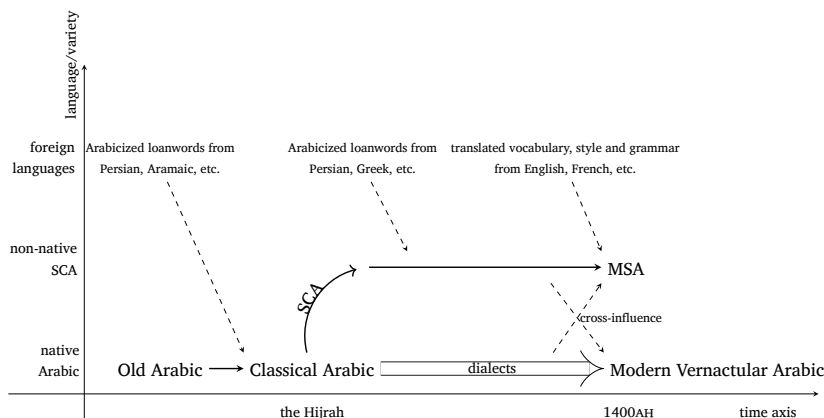 language/variety
foreign
languages
Arabicized loanwords from
Persian, Aramaic, etc.
Arabicized loanwords from
Persian, Greek, etc.
translated vocabulary, style and grammar
from English, French, etc.
non-native
SCA
SCA
MSA
cross-influence
native
Arabic
Old Arabic
Classical Arabic
dialects
Modern Vernactular Arabic
the Hijrah
1400AH
time axis